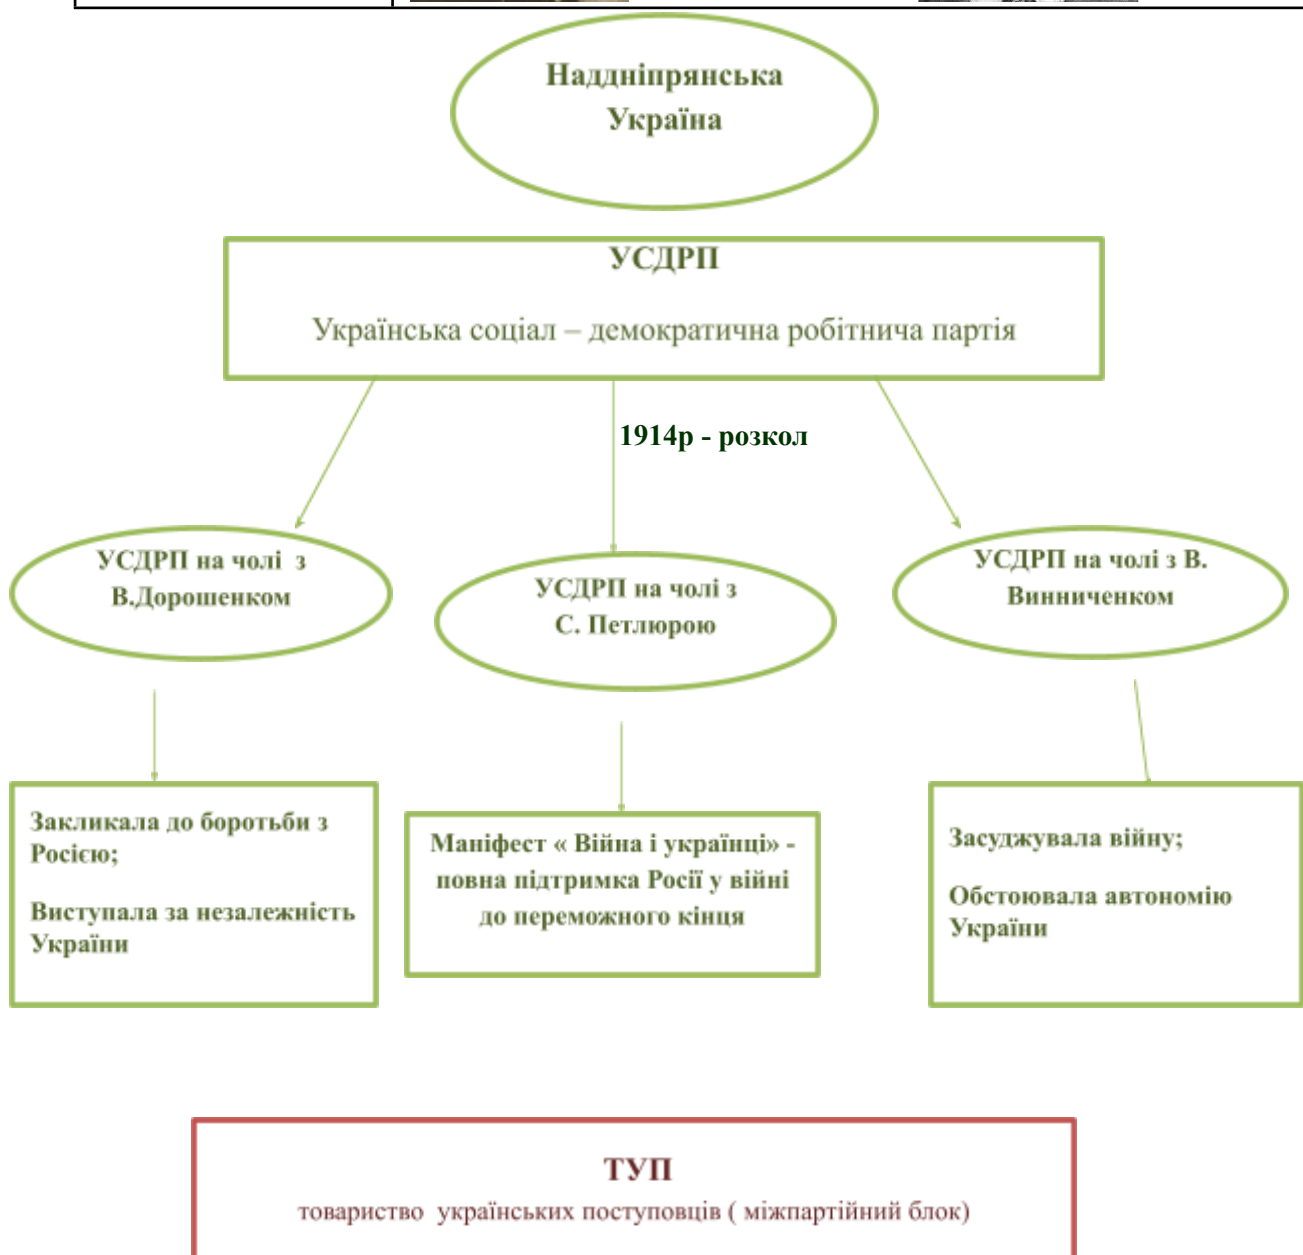 Наддніпрянська
Україна
УСДРП
Українська соціал – демократична робітнича партія
1914р - розкол
УСДРП на чолі з
В.Дорошенком
УСДРП на чолі з
С. Петлюрою
УСДРП на чолі з В.
Винниченком
Закликала до боротьби з
Росією;
Виступала за незалежність
України
Маніфест « Війна і українці» -
повна підтримка Росії у війні
до переможного кінця
Засуджувала війну;
Обстоювала автономію
України
ТУП
товариство українських поступовців ( міжпартійний блок)